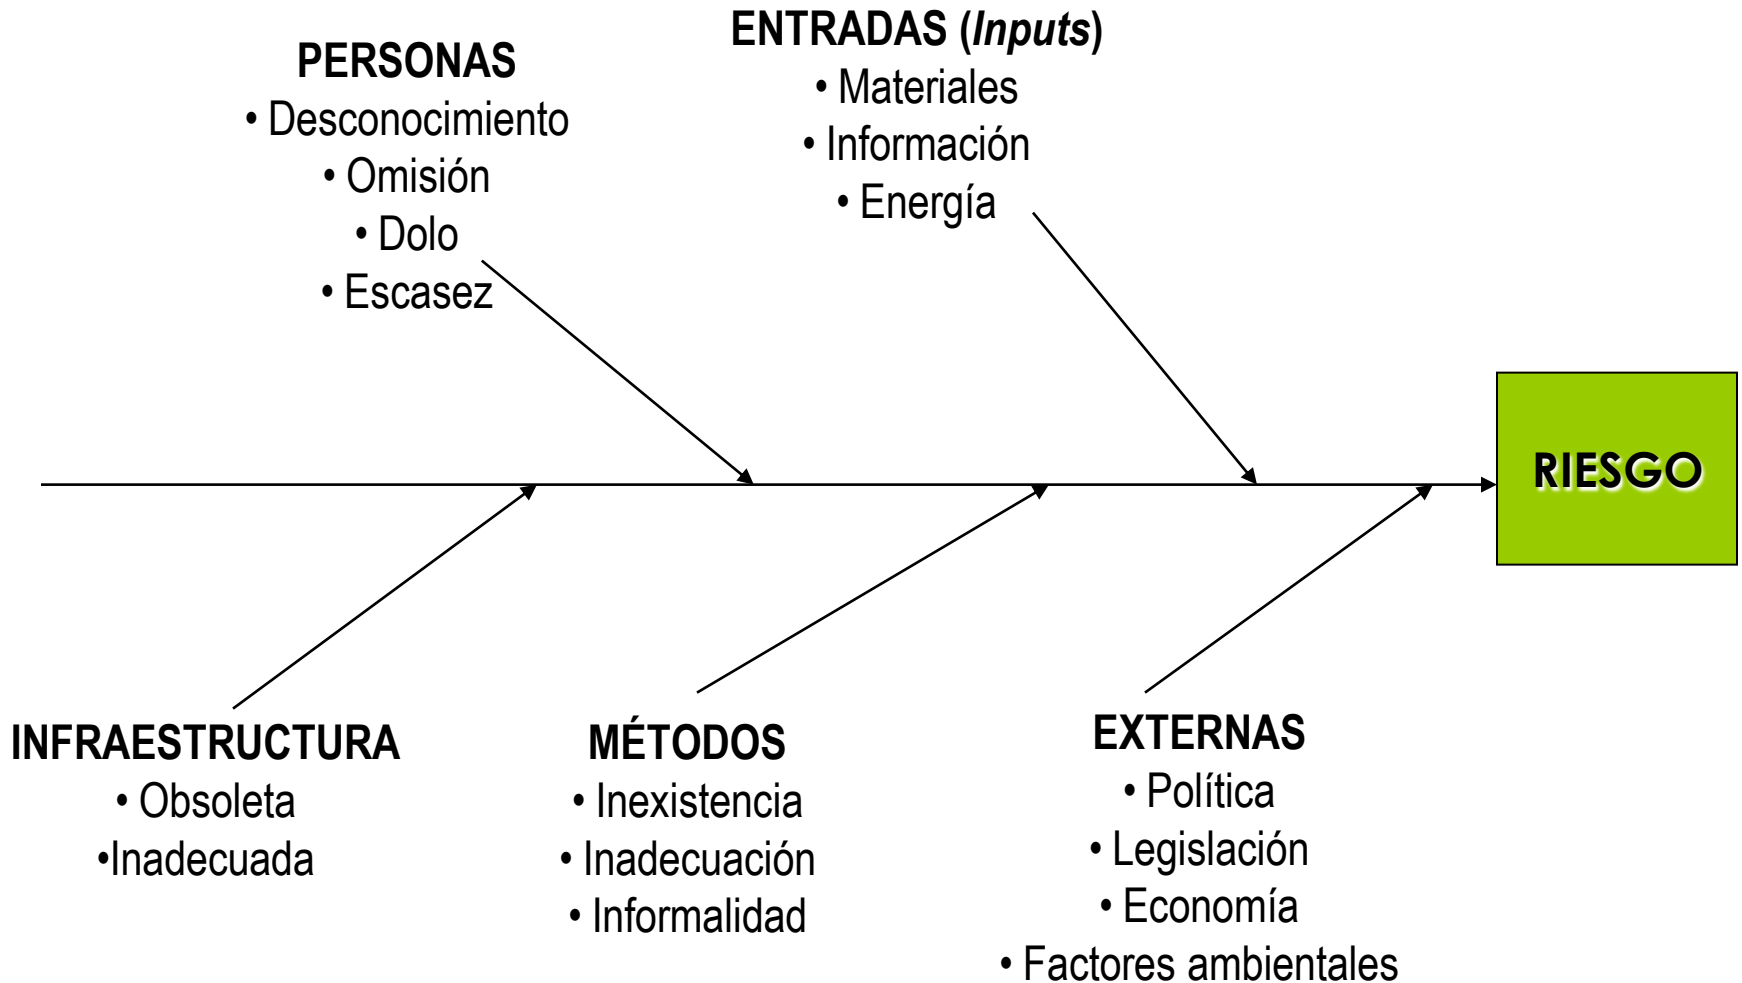 PERSONAS
• Desconocimiento
• Omisión
• Dolo
• Escasez
ENTRADAS (Inputs)
• Materiales
• Información
• Energía
RIESGO
INFRAESTRUCTURA
• Obsoleta
•Inadecuada
MÉTODOS
• Inexistencia
• Inadecuación
• Informalidad
EXTERNAS
• Política
• Legislación
• Economía
• Factores ambientales